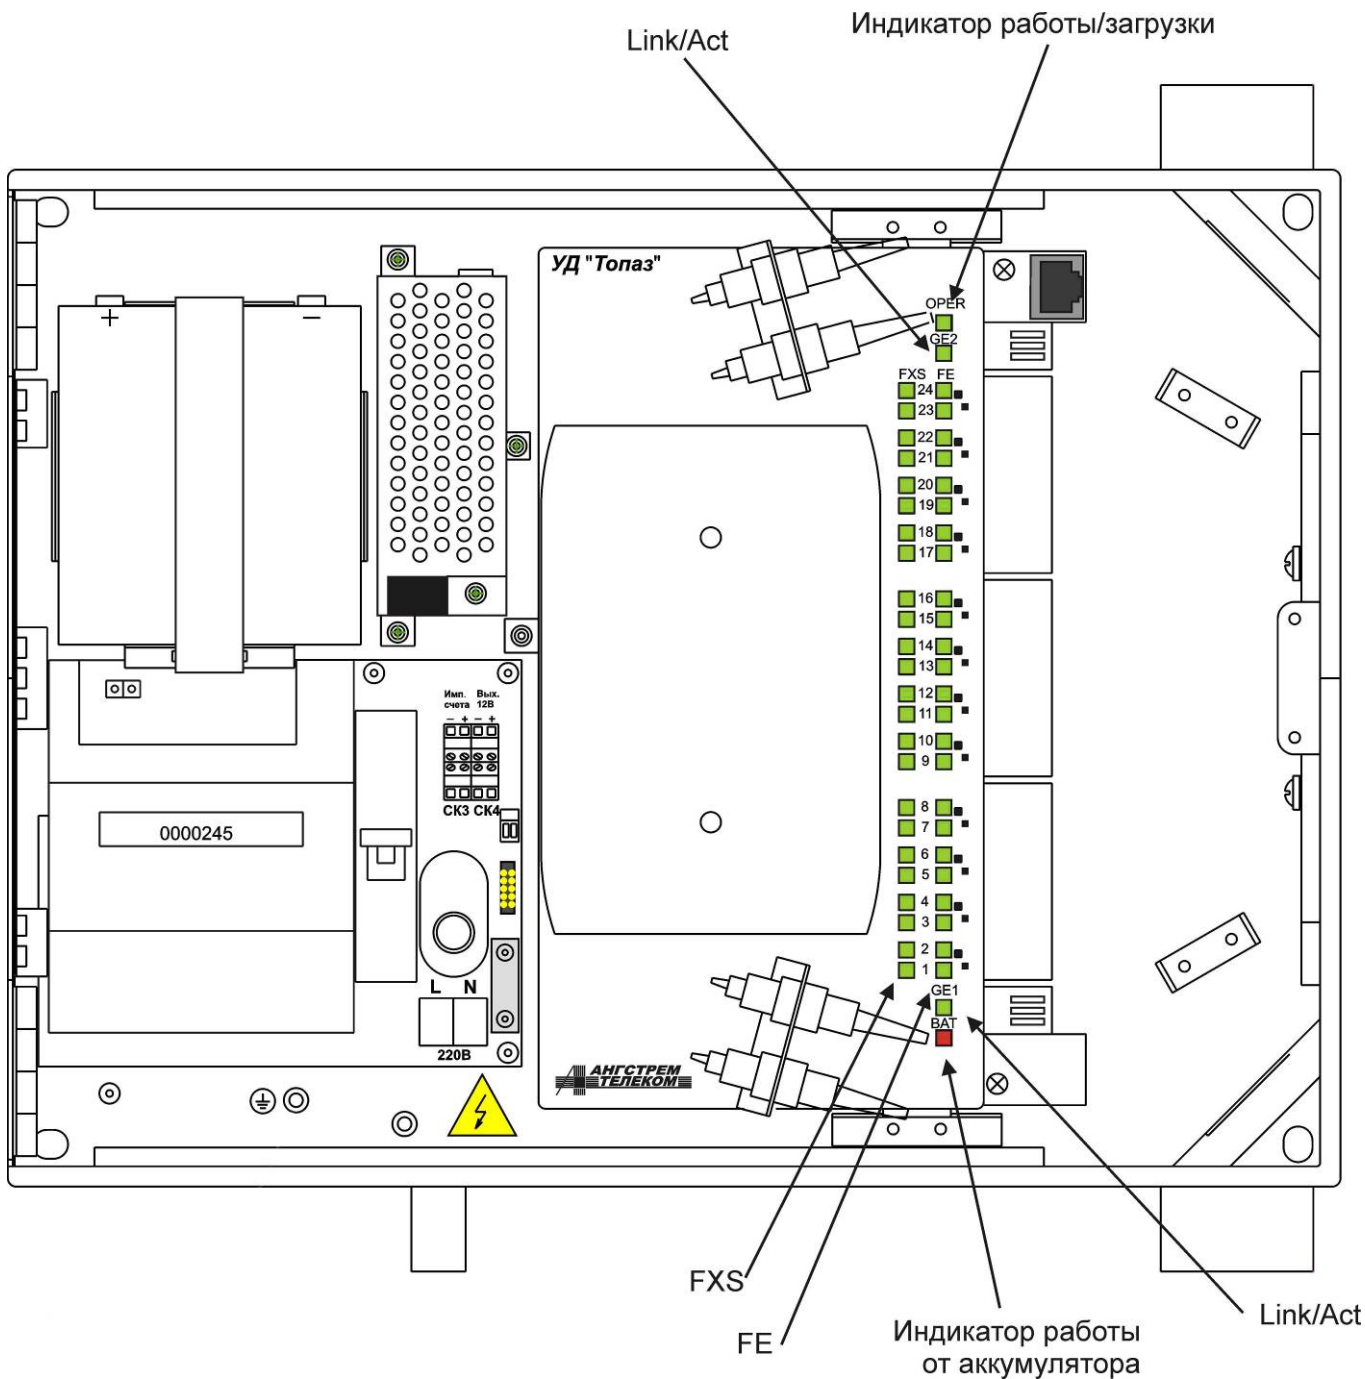 Link/Act
Индикатор работы/загрузки
УД "Топаз"
+ −
OPER
GE2
FXS FE
24
23
22
21
20
19
18
17
16
15
14
13
12
11
10
9
8
7
6
5
4
3
2
1
GE1
BAT
Имп. Вых.
счета 12В
− + − +
СК3 СК4
0000245
L N
220В
АНГСТРЕМ
ТЕЛЕКОМ
FXS
FE
Индикатор работы
от аккумулятора
Link/Act